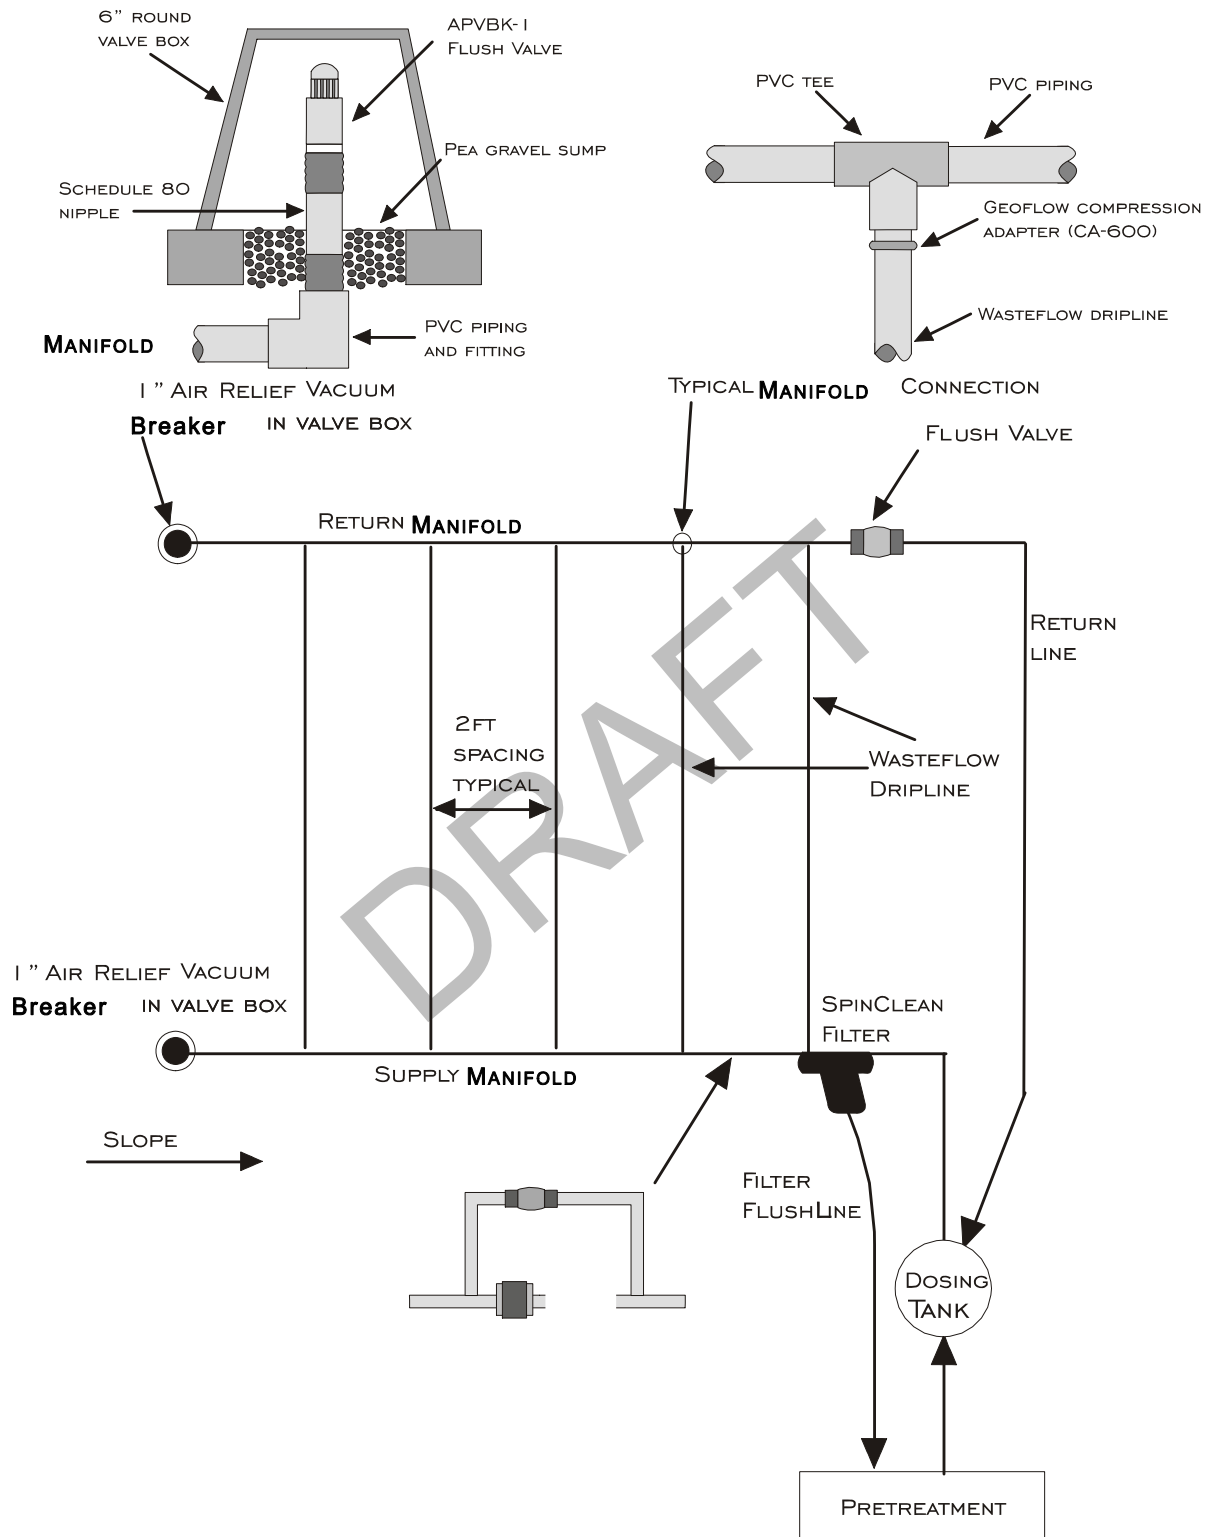 6” ROUND
VALVE BOX
APVBK-1
FLUSH VALVE
PEA GRAVEL SUMP
SCHEDULE 80
NIPPLE
PVC PIPING
AND FITTING
MANIFOLD
PVC TEE
PVC PIPING
GEOFLOW COMPRESSION
ADAPTER (CA-600)
WASTEFLOW DRIPLINE
1 ” AIR RELIEF VACUUM
Breaker IN VALVE BOX
TYPICAL MANIFOLD CONNECTION
FLUSH VALVE
RETURN MANIFOLD
RETURN
LINE
2FT
SPACING
TYPICAL
WASTEFLOW
DRIPLINE
DRAFT
1 ” AIR RELIEF VACUUM
Breaker IN VALVE BOX
SPINCLEAN
FILTER
SUPPLY MANIFOLD
SLOPE
FILTER
FLUSHLINE
DOSING
TANK
PRETREATMENT